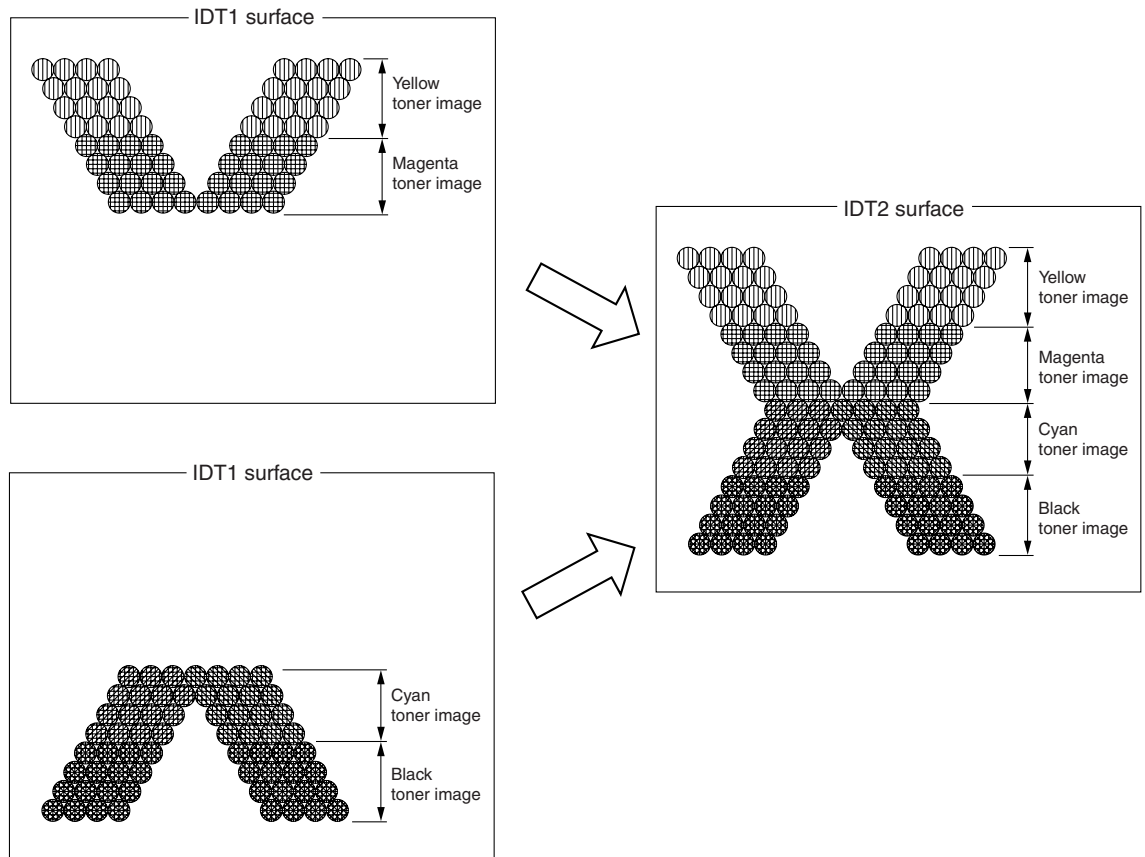 IDT1 surface
Yellow
toner image
Magenta
toner image
IDT2 surface
Yellow
toner image
Magenta
toner image
Cyan
toner image
Black
toner image
IDT1 surface
Cyan
toner image
Black
toner image